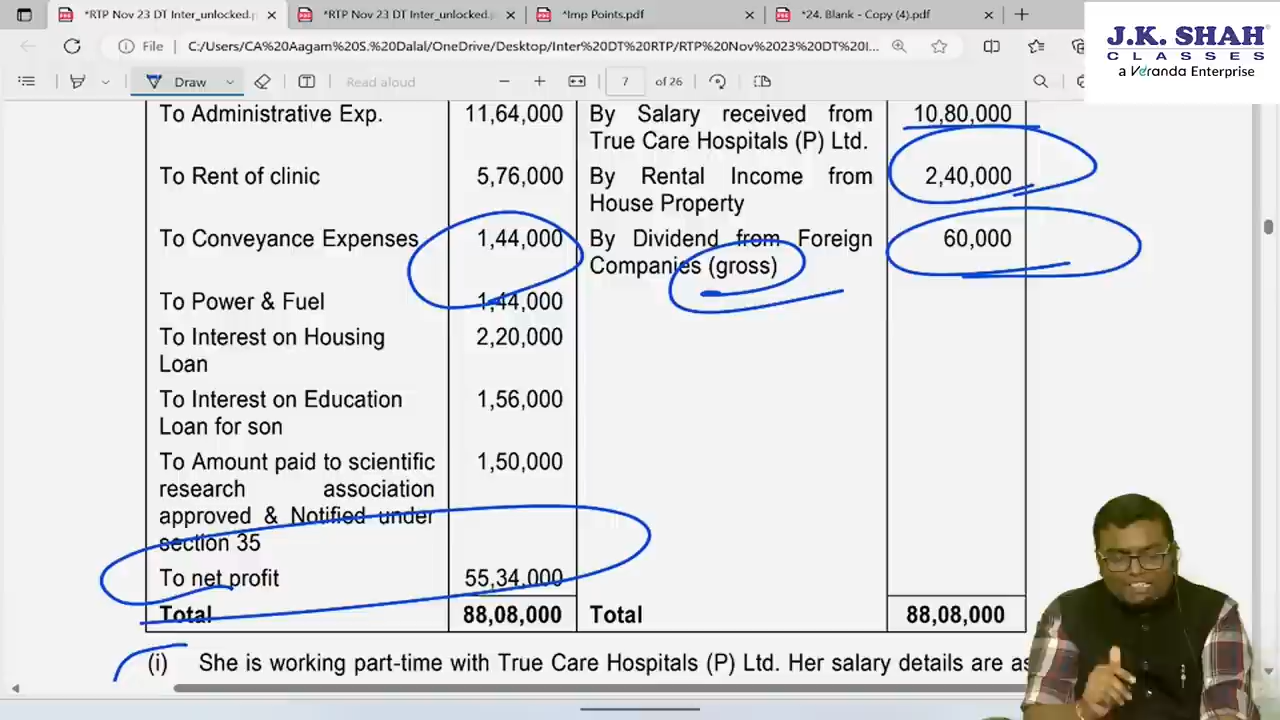 *RTP Nov 23 DT Inter_unlocked.p
*RTP Nov 23 DT Inter_unlocked.p
*Imp Points.pdf
*24. Blank - Copy (4).pdf
J.K. SHAH
CLASSES
a Veranda Enterprise
File
C:/Users/CA%20Aagam%20S.%20Dalal/OneDrive/Desktop/Inter%20DT%20RTP/RTP%20Nov%202023%20DT%20I...
Draw
Read aloud
7
of 26
To Administrative Exp. 11,64,000 By Salary received from 10,80,000
True Care Hospitals (P) Ltd.
To Rent of clinic 5,76,000 By Rental Income from 2,40,000
House Property
To Conveyance Expenses 1,44,000 By Dividend from Foreign 60,000
Companies (gross)
To Power & Fuel 1,44,000
To Interest on Housing 2,20,000
Loan
To Interest on Education 1,56,000
Loan for son
To Amount paid to scientific 1,50,000
research association
approved & Notified under
section 35
To net profit 55,34,000
Total 88,08,000 Total 88,08,000
(i) She is working part-time with True Care Hospitals (P) Ltd. Her salary details are as